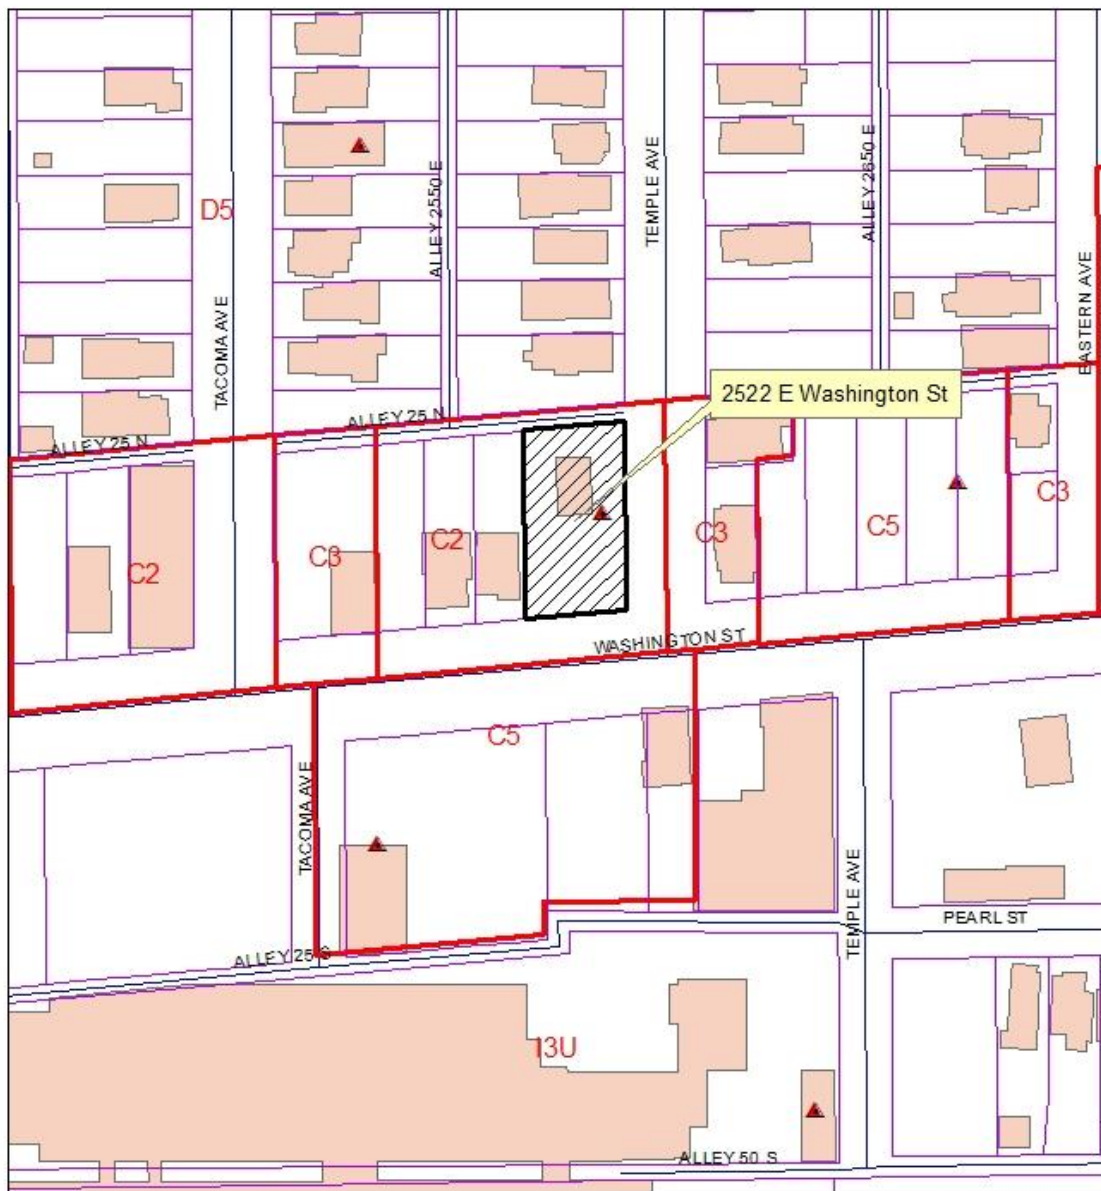 D5
TACOMA AVE
ALLEY 2550 E
TEMPLE AVE
ALLEY 2650 E
EASTERN AVE
2522 E Washington St
ALLEY 25 N
ALLEY 25 N
C2
C3
C2
C3
C5
C3
WASHINGTON ST
C5
TACOMA AVE
TEMPLE AVE
PEARL ST
ALLEY 25 S
I3U
ALLEY 50 S